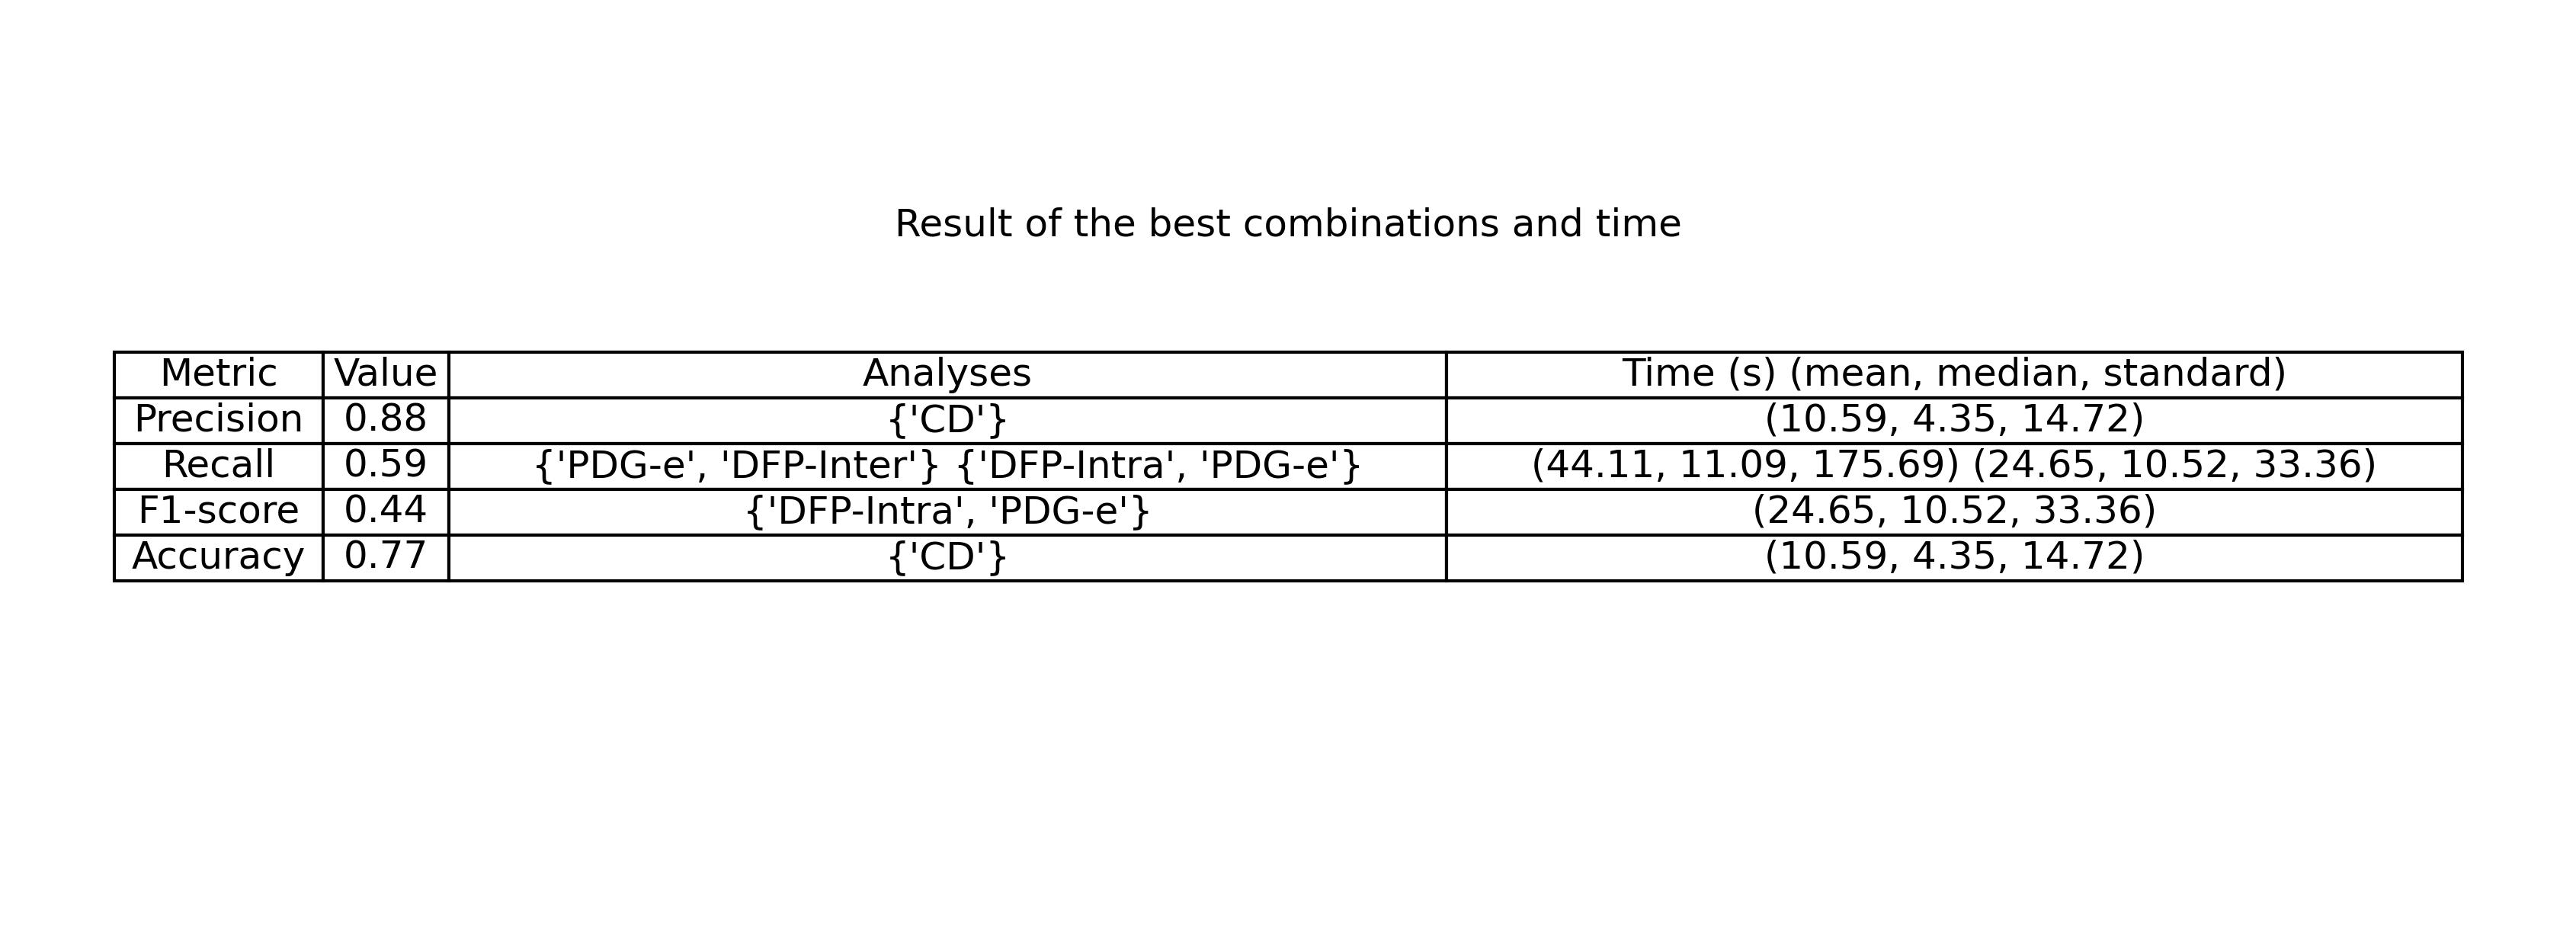 Result of the best combinations and time
Metric Value Analyses Time (s) (mean, median, standard)
Precision 0.88 {'CD'} (10.59, 4.35, 14.72)
Recall 0.59 {'PDG-e', 'DFP-Inter'} {'DFP-Intra', 'PDG-e'} (44.11, 11.09, 175.69) (24.65, 10.52, 33.36)
F1-score 0.44 {'DFP-Intra', 'PDG-e'} (24.65, 10.52, 33.36)
Accuracy 0.77 {'CD'} (10.59, 4.35, 14.72)